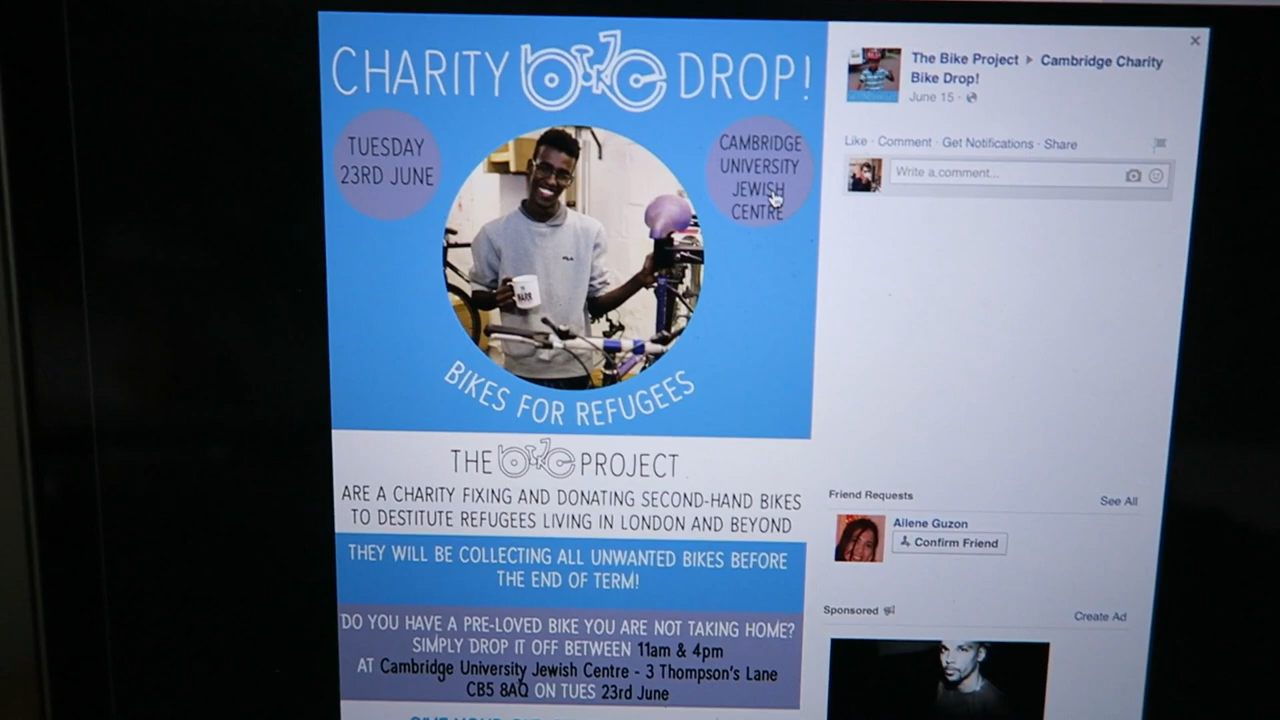 CHARITY bike DROP!
TUESDAY
23RD JUNE
CAMBRIDGE
UNIVERSITY
JEWISH
CENTRE
FILA
BIKES FOR REFUGEES
THE bike PROJECT
ARE A CHARITY FIXING AND DONATING SECOND-HAND BIKES
TO DESTITUTE REFUGEES LIVING IN LONDON AND BEYOND
THEY WILL BE COLLECTING ALL UNWANTED BIKES BEFORE
THE END OF TERM!
DO YOU HAVE A PRE-LOVED BIKE YOU ARE NOT TAKING HOME?
SIMPLY DROP IT OFF BETWEEN 11am & 4pm
AT Cambridge University Jewish Centre - 3 Thompson's Lane
CB5 8AQ ON TUES 23rd June
The Bike Project ▸ Cambridge Charity
Bike Drop!
June 15 ·
Like · Comment · Get Notifications · Share
Write a comment...
Friend Requests
See All
Ailene Guzon
Confirm Friend
Sponsored
Create Ad